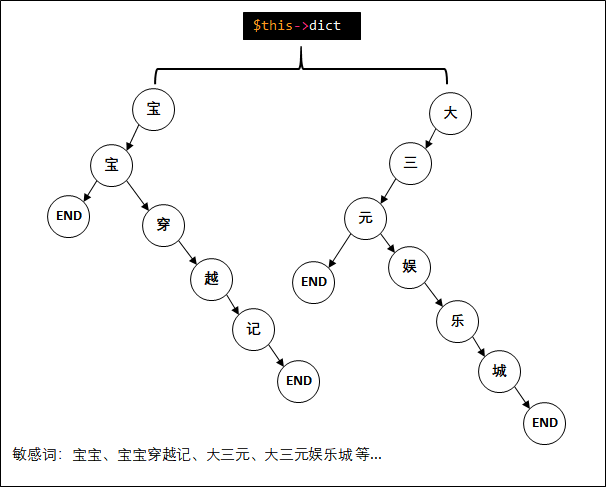 $this->dict
宝
大
宝
三
END
穿
元
越
END
娱
记
乐
END
城
END
敏感词：宝宝、宝宝穿越记、大三元、大三元娱乐城 等...